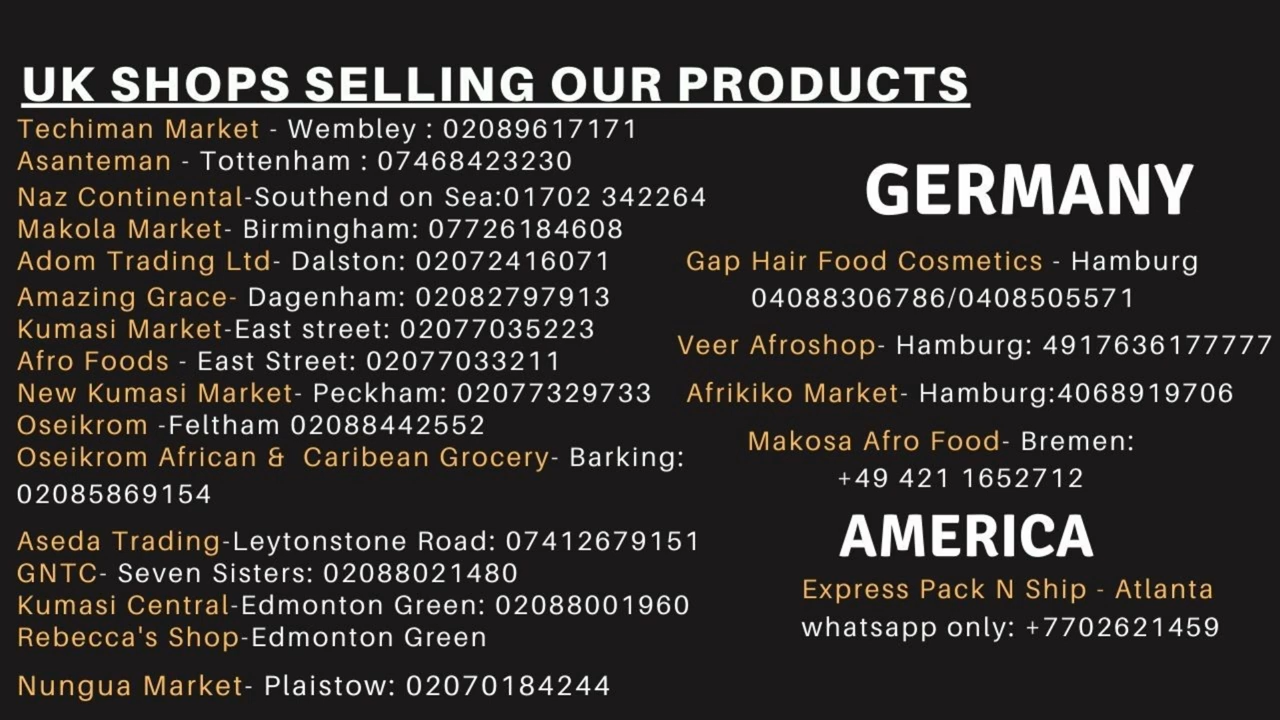 UK SHOPS SELLING OUR PRODUCTS
Techiman Market - Wembley : 02089617171
Asanteman - Tottenham : 07468423230
Naz Continental-Southend on Sea:01702 342264
Makola Market- Birmingham: 07726184608
Adom Trading Ltd- Dalston: 02072416071
Amazing Grace- Dagenham: 02082797913
Kumasi Market-East street: 02077035223
Afro Foods - East Street: 02077033211
New Kumasi Market- Peckham: 02077329733
Oseikrom -Feltham 02088442552
Oseikrom African & Caribean Grocery- Barking:
02085869154
Aseda Trading-Leytonstone Road: 07412679151
GNTC- Seven Sisters: 02088021480
Kumasi Central-Edmonton Green: 02088001960
Rebecca's Shop-Edmonton Green
Nungua Market- Plaistow: 02070184244
GERMANY
Gap Hair Food Cosmetics - Hamburg
04088306786/0408505571
Veer Afroshop- Hamburg: 4917636177777
Afrikiko Market- Hamburg:4068919706
Makosa Afro Food- Bremen:
+49 421 1652712
AMERICA
Express Pack N Ship - Atlanta
whatsapp only: +7702621459